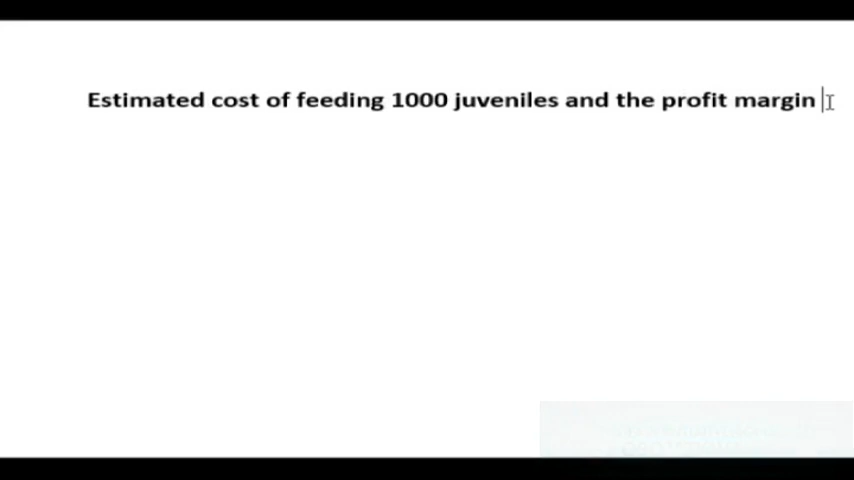 Estimated cost of feeding 1000 juveniles and the profit margin